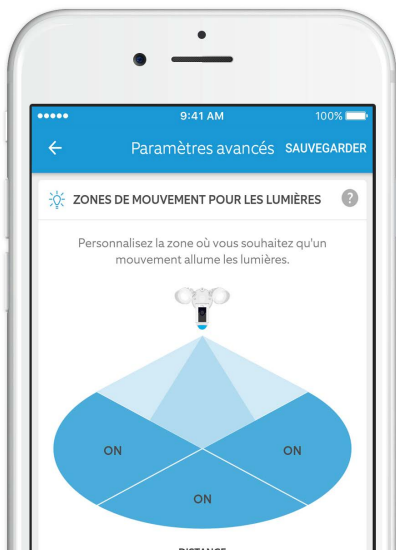 9:41 AM
100%
Paramètres avancés SAUVEGARDER
ZONES DE MOUVEMENT POUR LES LUMIÈRES ?
Personnalisez la zone où vous souhaitez qu'un
mouvement allume les lumières.
ON
ON
ON
DISTANCE